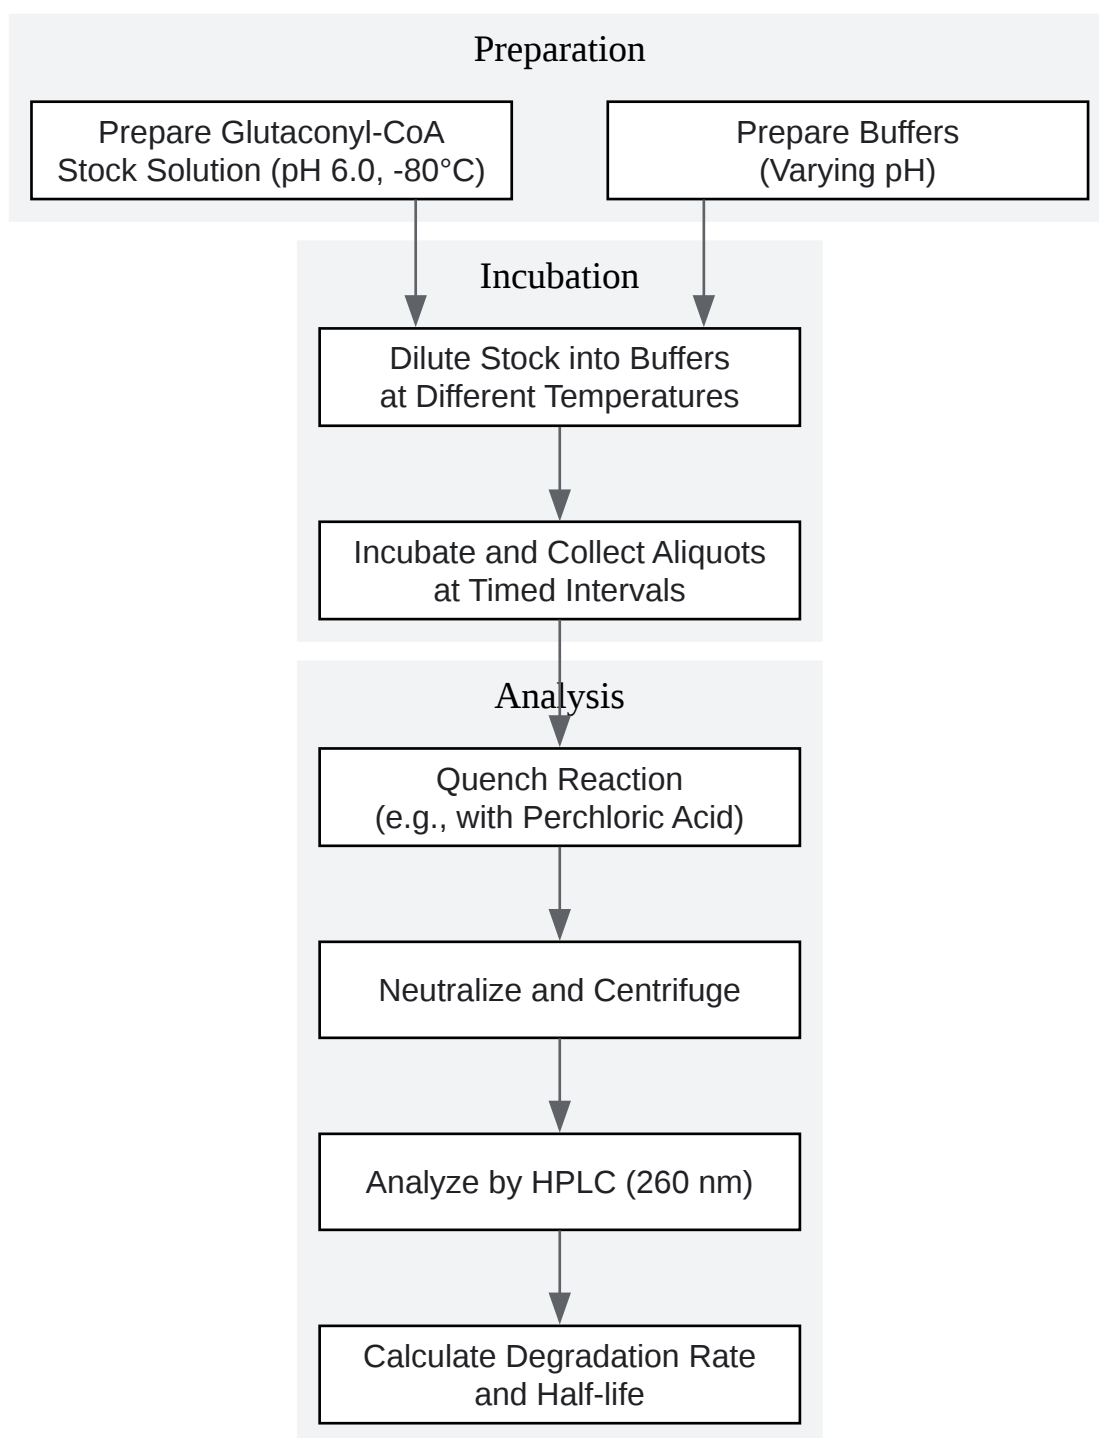 Preparation
Prepare Glutaconyl-CoA
Stock Solution (pH 6.0, -80°C)
Prepare Buffers
(Varying pH)
Incubation
Dilute Stock into Buffers
at Different Temperatures
Incubate and Collect Aliquots
at Timed Intervals
Analysis
Quench Reaction
(e.g., with Perchloric Acid)
Neutralize and Centrifuge
Analyze by HPLC (260 nm)
Calculate Degradation Rate
and Half-life